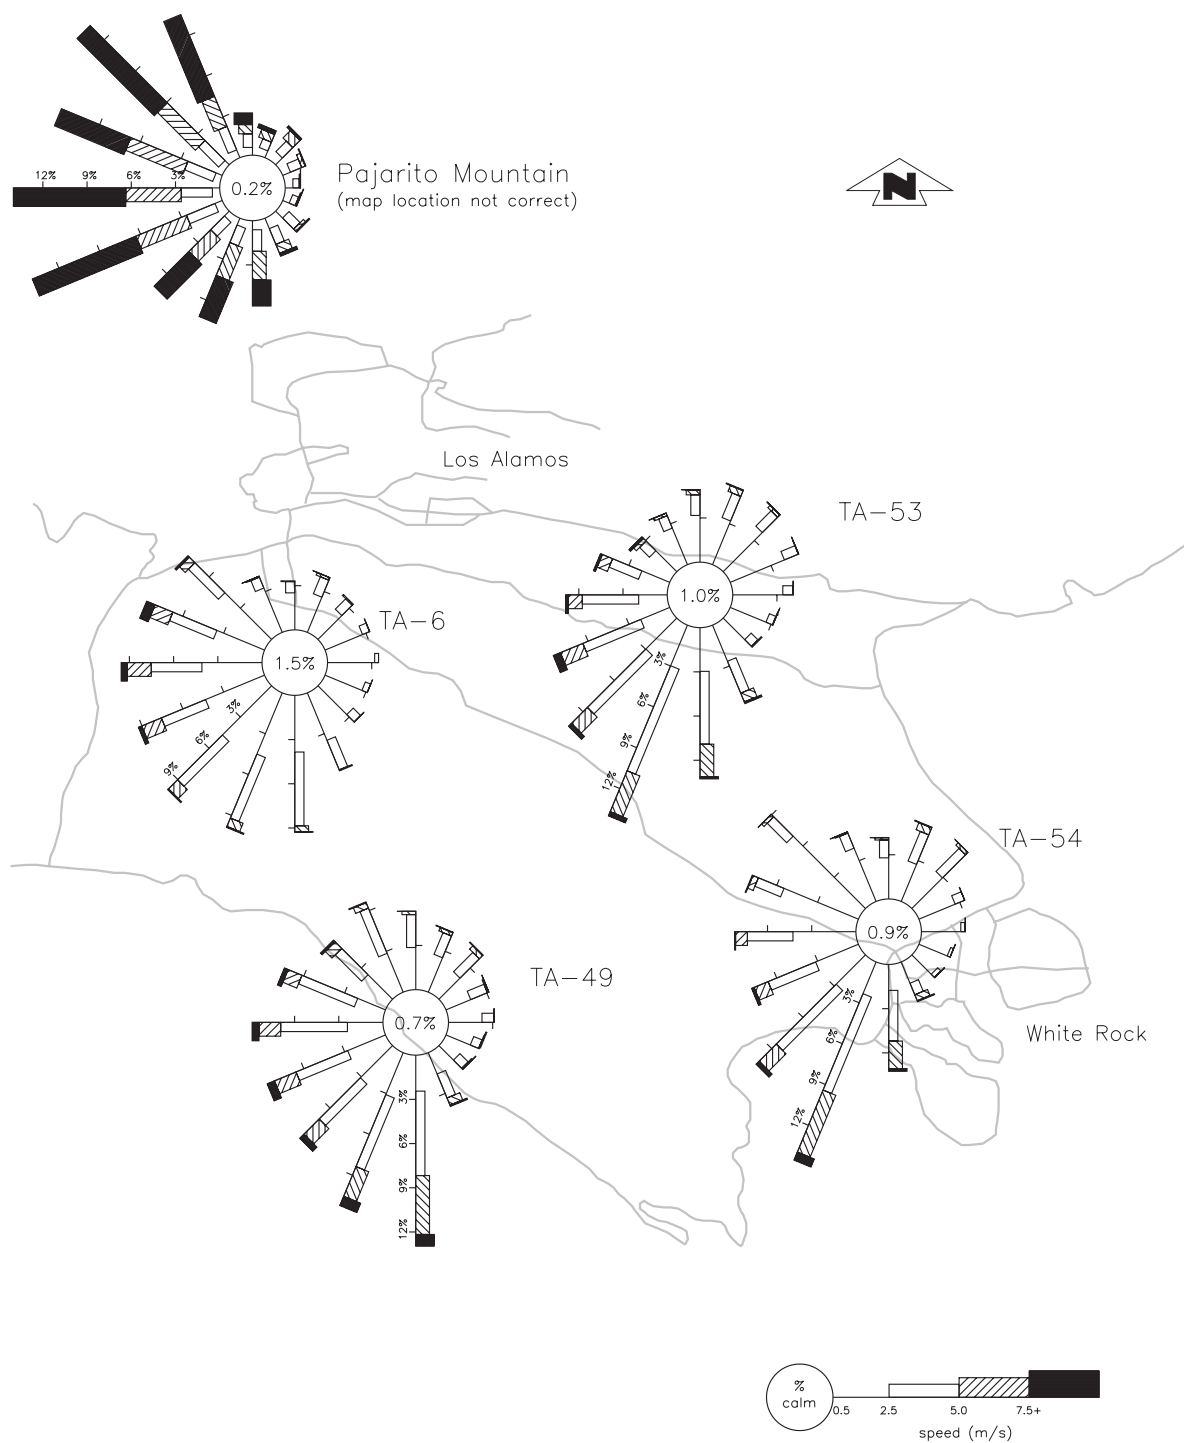 12% 9% 6% 3%
0.2%
Pajarito Mountain
(map location not correct)
N
Los Alamos
TA-53
1.0%
3%
6%
9%
12%
TA-6
1.5%
3%
6%
9%
TA-54
0.9%
3%
6%
9%
12%
TA-49
0.7%
3%
6%
9%
12%
White Rock
%
calm
0.5 2.5 5.0 7.5+
speed (m/s)